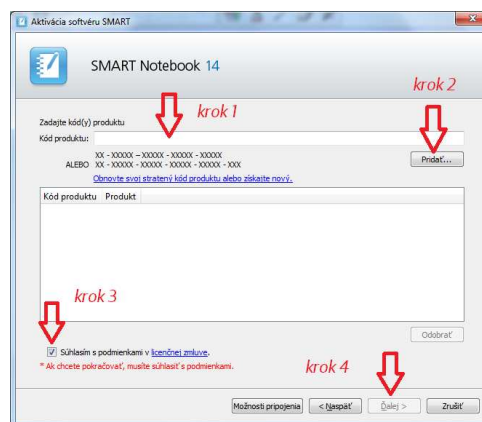 Aktivácia softvéru SMART
SMART Notebook 14
krok 2
krok 1
Zadajte kód(y) produktu
Kód produktu:
XX - XXXXX – XXXXX - XXXXX - XXXXX
Pridať...
ALEBO XX - XXXXX - XXXXX - XXXXX - XXXXX - XXX
Obnovte svoj stratený kód produktu alebo získajte nový.
Kód produktu Produkt
krok 3
Odobrať
Súhlasím s podmienkami v licenčnej zmluve.
* Ak chcete pokračovať, musíte súhlasiť s podmienkami.
krok 4
Možnosti pripojenia < Naspäť Ďalej > Zrušiť